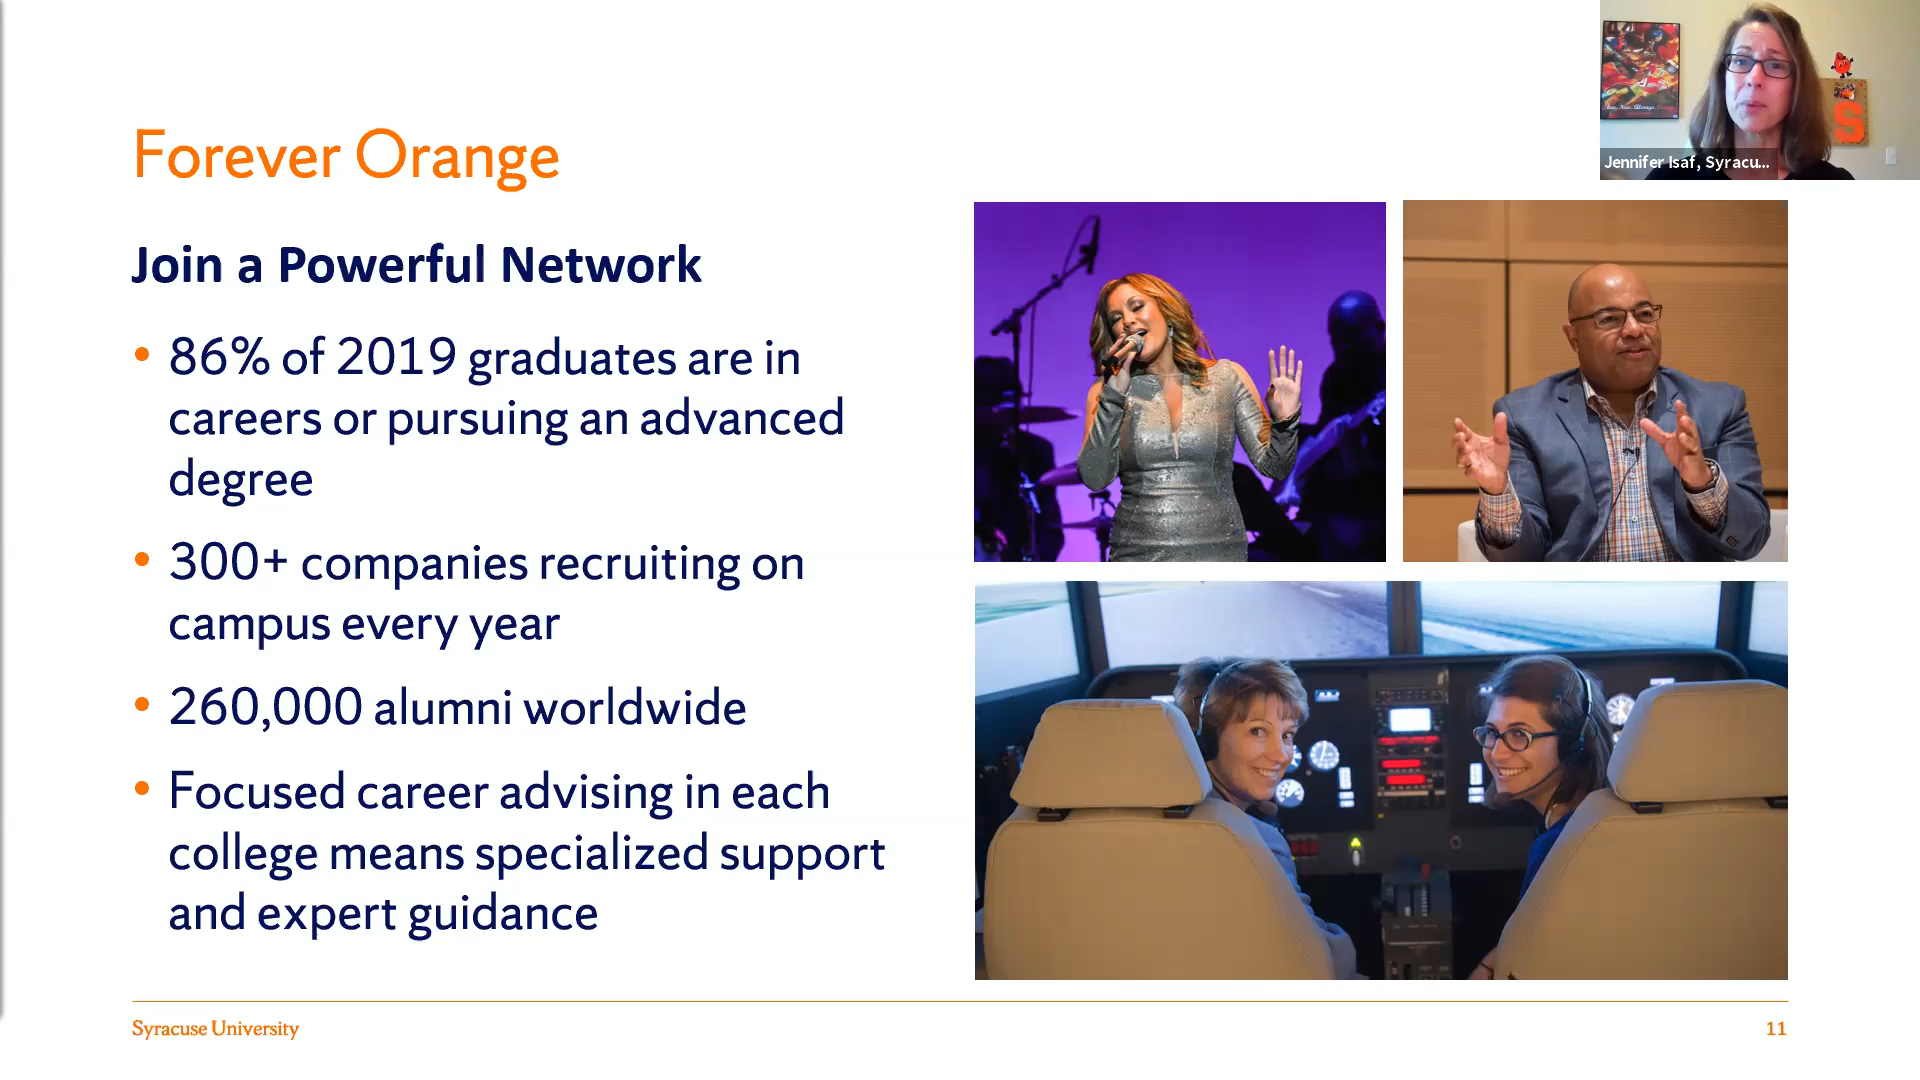 Forever Orange
Join a Powerful Network
• 86% of 2019 graduates are in
careers or pursuing an advanced
degree
• 300+ companies recruiting on
campus every year
• 260,000 alumni worldwide
• Focused career advising in each
college means specialized support
and expert guidance
Syracuse University
11
Jennifer Isaf, Syracu...
S